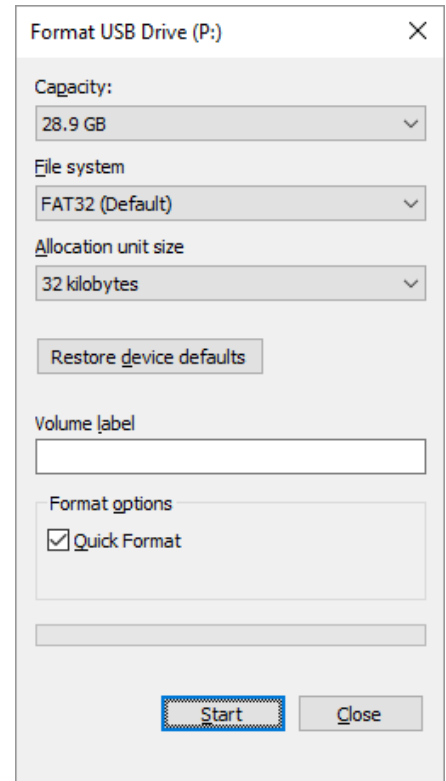 Format USB Drive (P:)
Capacity:
28.9 GB
File system
FAT32 (Default)
Allocation unit size
32 kilobytes
Restore device defaults
Volume label
Format options
Quick Format
Start Close